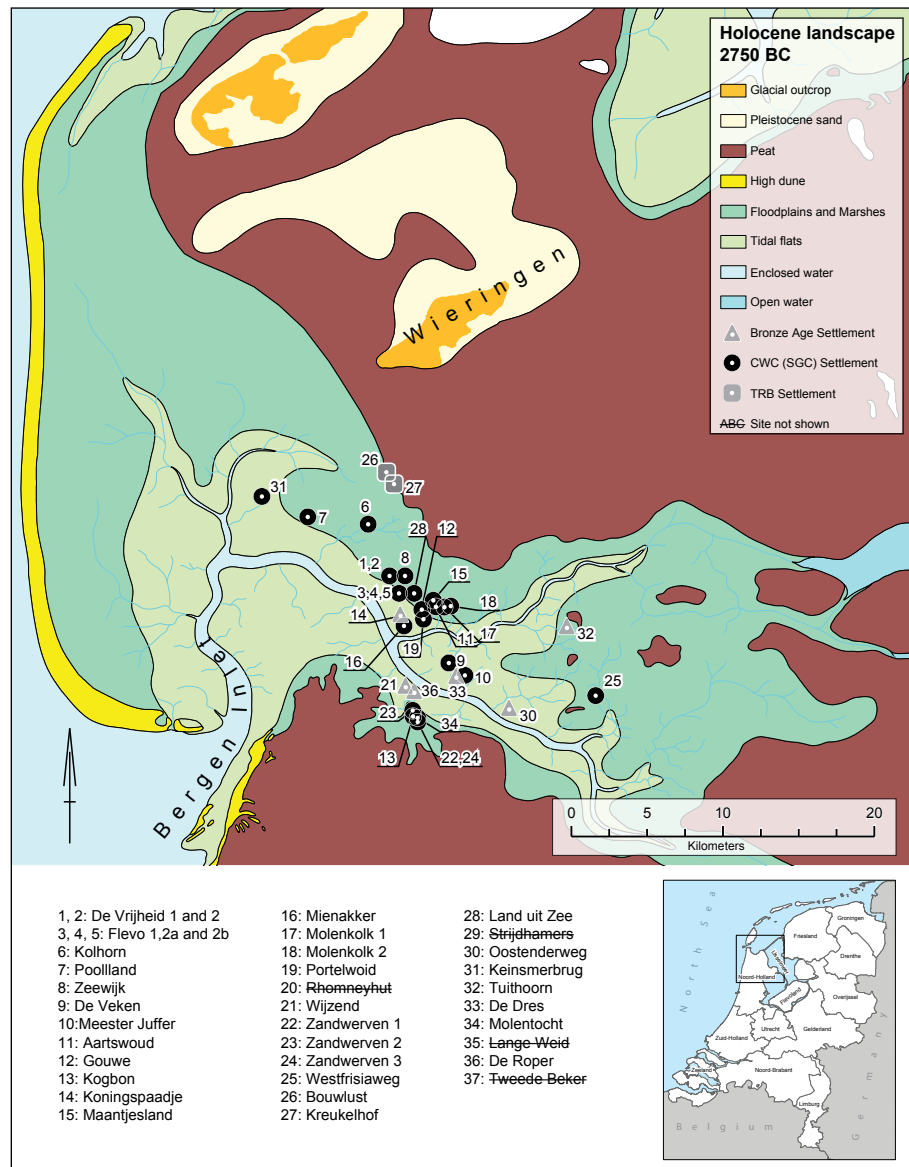 Holocene landscape
2750 BC
Glacial outcrop
Pleistocene sand
Peat
High dune
Floodplains and Marshes
Tidal flats
Enclosed water
Open water
Bronze Age Settlement
CWC (SGC) Settlement
TRB Settlement
ABC Site not shown
Wieringen
26
27
31
7
6
28
12
1,2
8
15
3,4,5
18
14
17
11
16
19
32
9
10
25
21
36
33
30
23
34
13
22,24
Bergen Inlet
0 5 10 20
Kilometers
1, 2: De Vrijheid 1 and 2
3, 4, 5: Flevo 1,2a and 2b
6: Kolhorn
7: Poollland
8: Zeewijk
9: De Veken
10:Meester Juffer
11: Aartswoud
12: Gouwe
13: Kogbon
14: Koningspaadje
15: Maantjesland
16: Mienakker
17: Molenkolk 1
18: Molenkolk 2
19: Portelwoid
20: Rhomneyhut
21: Wijzend
22: Zandwerven 1
23: Zandwerven 2
24: Zandwerven 3
25: Westfrisiaweg
26: Bouwlust
27: Kreukelhof
28: Land uit Zee
29: Strijdhamers
30: Oostenderweg
31: Keinsmerbrug
32: Tuithoorn
33: De Dres
34: Molentocht
35: Lange Weid
36: De Roper
37: Tweede Beker
North Sea
Groningen
Friesland
Drenthe
IJsselmeer
Noord-Holland
Flevoland
Overijssel
Utrecht
Gelderland
Zuid-Holland
Zeeland
Noord-Brabant
Limburg
Belgium
Germany